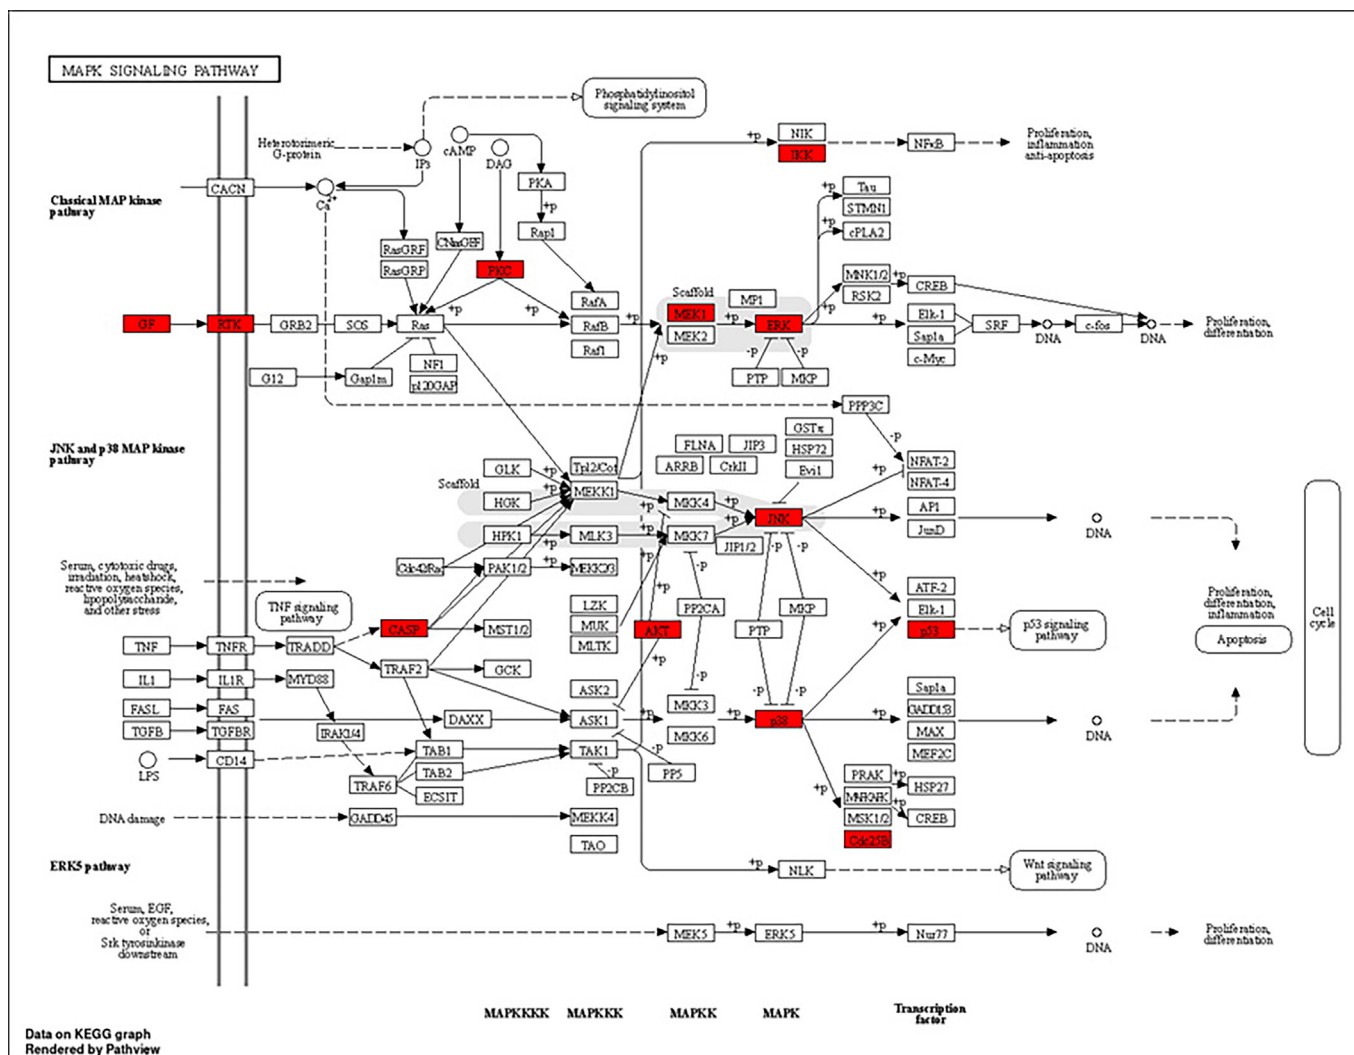 MAPK SIGNALING PATHWAY
Phosphatidylinositol
signaling system
Heterotorimeric
G-protein
IP3
cAMP
DAG
PKA
+p
Rap1
+p
NIK
IKK
NFκB
Proliferation,
inflammation
anti-apoptosis
CACN
Ca2+
Classical MAP kinase
pathway
RasGRF
RasGRP
CNasGEF
PKC
+p
Tau
STMN1
cPLA2
+p
+p
MNK1/2
+p
RSK2
CREB
Scaffold
MP1
RafA
GF
RTK
GRB2
SOS
Ras
+p
+p
RafB
+p
MEK1
MEK2
+p
ERK
+p
+p
Elk-1
Sap1a
c-Myc
SRF
DNA
c-fos
DNA
Proliferation,
differentiation
Raf1
NF1
p120GAP
G12
Gap1m
+p
-p
-p
PTP
MKP
PPP3C
-p
JNK and p38 MAP kinase
pathway
GSTπ
HSP72
Evi1
FLNA
JIP3
ARRB
CrkII
NFAT-2
NFAT-4
Scaffold
GLK
+p
+p
+p
HGK
Tpl2/Cot
MEKK1
+p
MKK4
+p
JNK
+p
AP1
JunD
DNA
HPK1
+p
MLK3
+p
MKK7
+p
JIP1/2
-p
-p
Cdc42/Rac
PAK1/2
+p
MEKK2/3
+p
-p
+p
Serum, cytotoxic drugs,
irradiation, heatshock,
reactive oxygen species,
lipopolysaccharide,
and other stress
TNF signaling
pathway
CASP
MST1/2
LZK
MUK
MLTK
AKT
PP2CA
PTP
MKP
ATF-2
Elk-1
p53
p53 signaling
pathway
Proliferation,
differentiation,
inflammation
Apoptosis
Cell
cycle
TNF
TNFR
TRADD
TRAF2
GCK
+p
-p
IL1
IL1R
MYD88
ASK2
MKK3
-p
-p
FASL
FAS
DAXX
ASK1
+p
MKK6
+p
p38
+p
Sap1a
GADD153
MAX
MEF2C
DNA
TGFB
TGFBR
IRAK1/4
LPS
CD14
TAB1
TAK1
-p
PP5
TAB2
TRAF6
ECSIT
-p
PP2CB
PRAK
+p
HSP27
MAPKAPK
+p
+p
MSK1/2
CREB
Cdc25B
DNA damage
GADD45
MEKK4
TAO
ERK5 pathway
+p
NLK
Wnt signaling
pathway
Serum, EGF,
reactive oxygen species,
or
Srk tyrosinkinase
downstream
MEK5
+p
ERK5
+p
Nur77
DNA
Proliferation,
differentiation
MAPKKKK
MAPKKK
MAPKK
MAPK
Transcription
factor
Data on KEGG graph
Rendered by Pathview